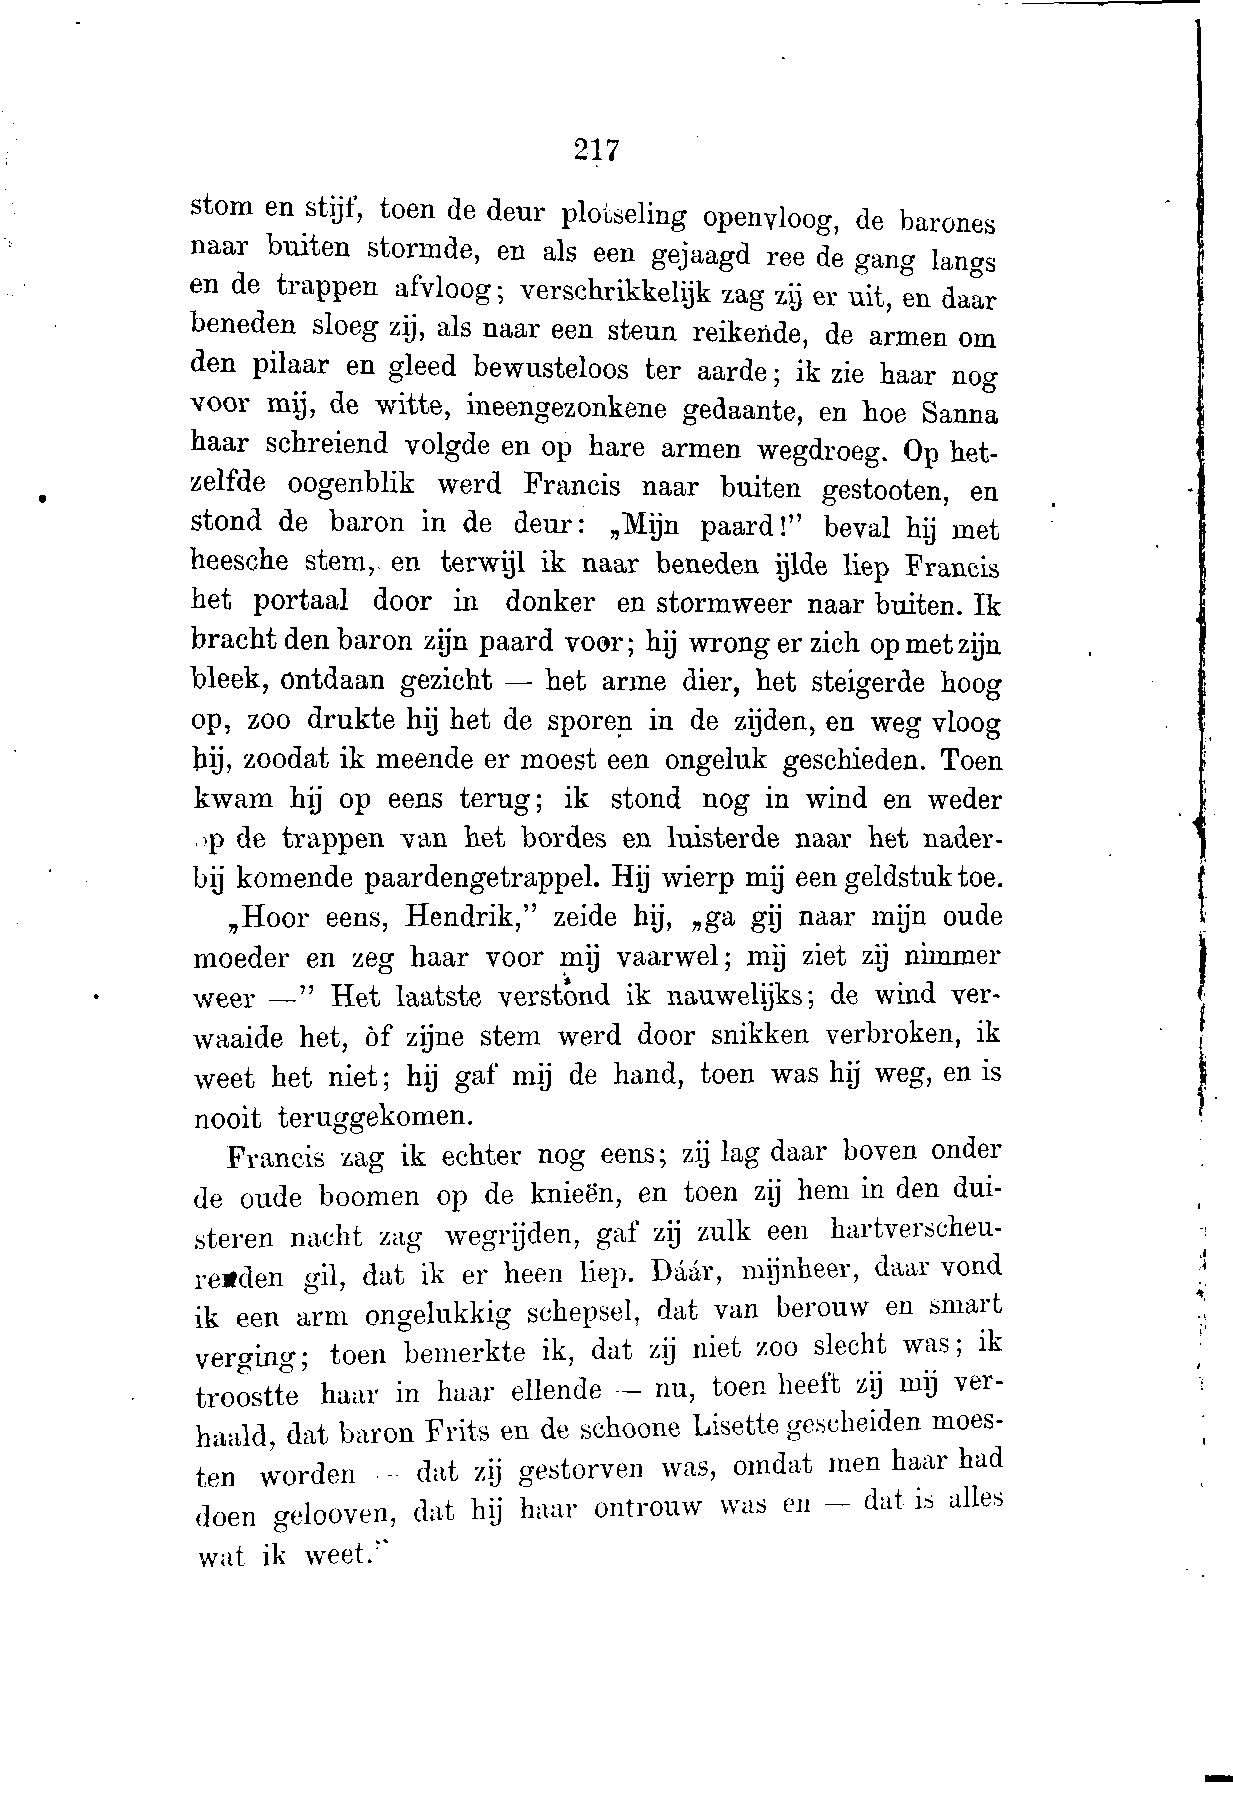 217
stom en stijf, toen de deur plotseling openvloog, de barones
naar buiten stormde, en als een gejaagd ree de gang langs
en de trappen afvloog; verschrikkelijk zag zij er uit, en daar
beneden sloeg zij, als naar een steun reikende, de armen om
den pilaar en gleed bewusteloos ter aarde; ik zie haar nog
voor mij, de witte, ineengezonkene gedaante, en hoe Sanna
haar schreiend volgde en op hare armen wegdroeg. Op het-
zelfde oogenblik werd Francis naar buiten gestooten, en
stond de baron in de deur: „Mijn paard!” beval hij met
heesche stem, en terwijl ik naar beneden ijlde liep Francis
het portaal door in donker en stormweer naar buiten. Ik
bracht den baron zijn paard voor; hij wrong er zich op met zijn
bleek, ontdaan gezicht — het arme dier, het steigerde hoog
op, zoo drukte hij het de sporen in de zijden, en weg vloog
hij, zoodat ik meende er moest een ongeluk geschieden. Toen
kwam hij op eens terug; ik stond nog in wind en weder
op de trappen van het bordes en luisterde naar het nader-
bij komende paardengetrappel. Hij wierp mij een geldstuk toe.
„Hoor eens, Hendrik,” zeide hij, „ga gij naar mijn oude
moeder en zeg haar voor mij vaarwel; mij ziet zij nimmer
weer —” Het laatste verstond ik nauwelijks; de wind ver-
waaide het, òf zijne stem werd door snikken verbroken, ik
weet het niet; hij gaf mij de hand, toen was hij weg, en is
nooit teruggekomen.
Francis zag ik echter nog eens; zij lag daar boven onder
de oude boomen op de knieën, en toen zij hem in den dui-
steren nacht zag wegrijden, gaf zij zulk een hartverscheu-
renden gil, dat ik er heen liep. Dáár, mijnheer, daar vond
ik een arm ongelukkig schepsel, dat van berouw en smart
verging; toen bemerkte ik, dat zij niet zoo slecht was; ik
troostte haar in haar ellende — nu, toen heeft zij mij ver-
haald, dat baron Frits en de schoone Lisette gescheiden moes-
ten worden — dat zij gestorven was, omdat men haar had
doen gelooven, dat hij haar ontrouw was en — dat is alles
wat ik weet.”